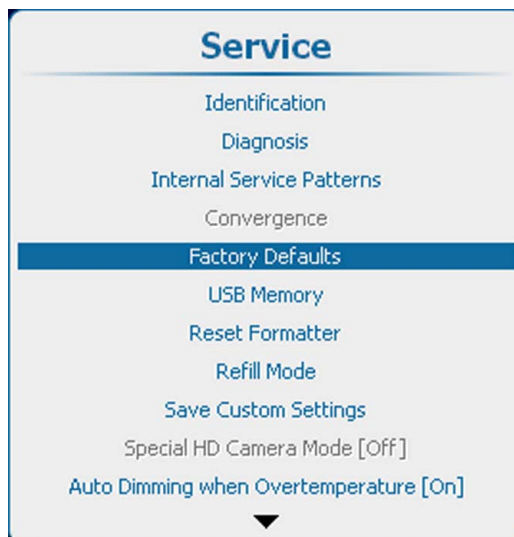 Service
Identification
Diagnosis
Internal Service Patterns
Convergence
Factory Defaults
USB Memory
Reset Formatter
Refill Mode
Save Custom Settings
Special HD Camera Mode [Off]
Auto Dimming when Overtemperature [On]